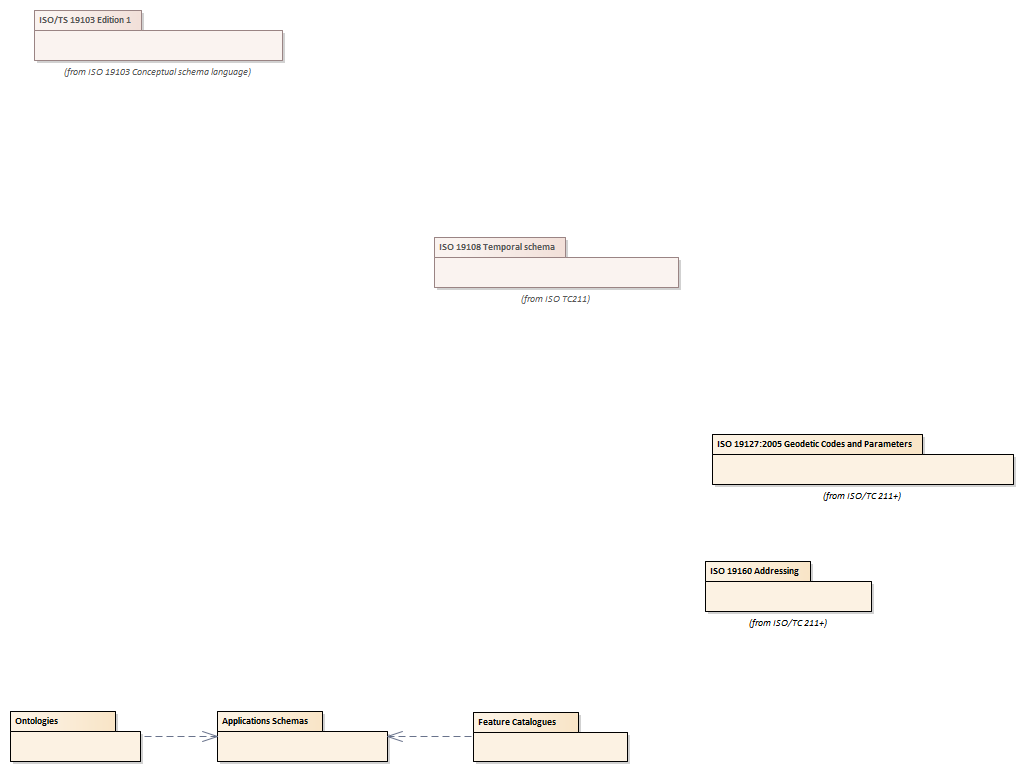 ISO/TS 19103 Edition 1
(from ISO 19103 Conceptual schema language)
ISO 19108 Temporal schema
(from ISO TC211)
ISO 19127:2005 Geodetic Codes and Parameters
(from ISO/TC 211+)
ISO 19160 Addressing
(from ISO/TC 211+)
Ontologies
Applications Schemas
Feature Catalogues